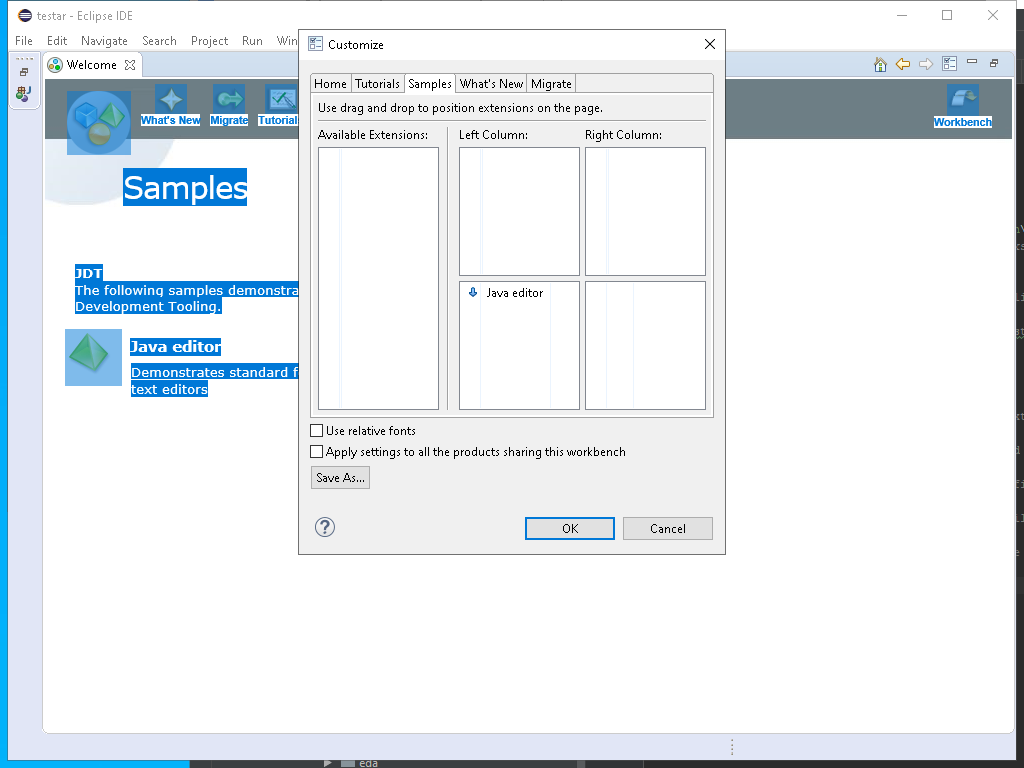 testar - Eclipse IDE
File Edit Navigate Search Project Run Win
Welcome
What's New Migrate Tutorial
Workbench
Samples
JDT
The following samples demonstra
Development Tooling.
Java editor
Demonstrates standard f
text editors
Customize
Home Tutorials Samples What's New Migrate
Use drag and drop to position extensions on the page.
Available Extensions: Left Column: Right Column:
Java editor
Use relative fonts
Apply settings to all the products sharing this workbench
Save As...
?
OK Cancel
eda